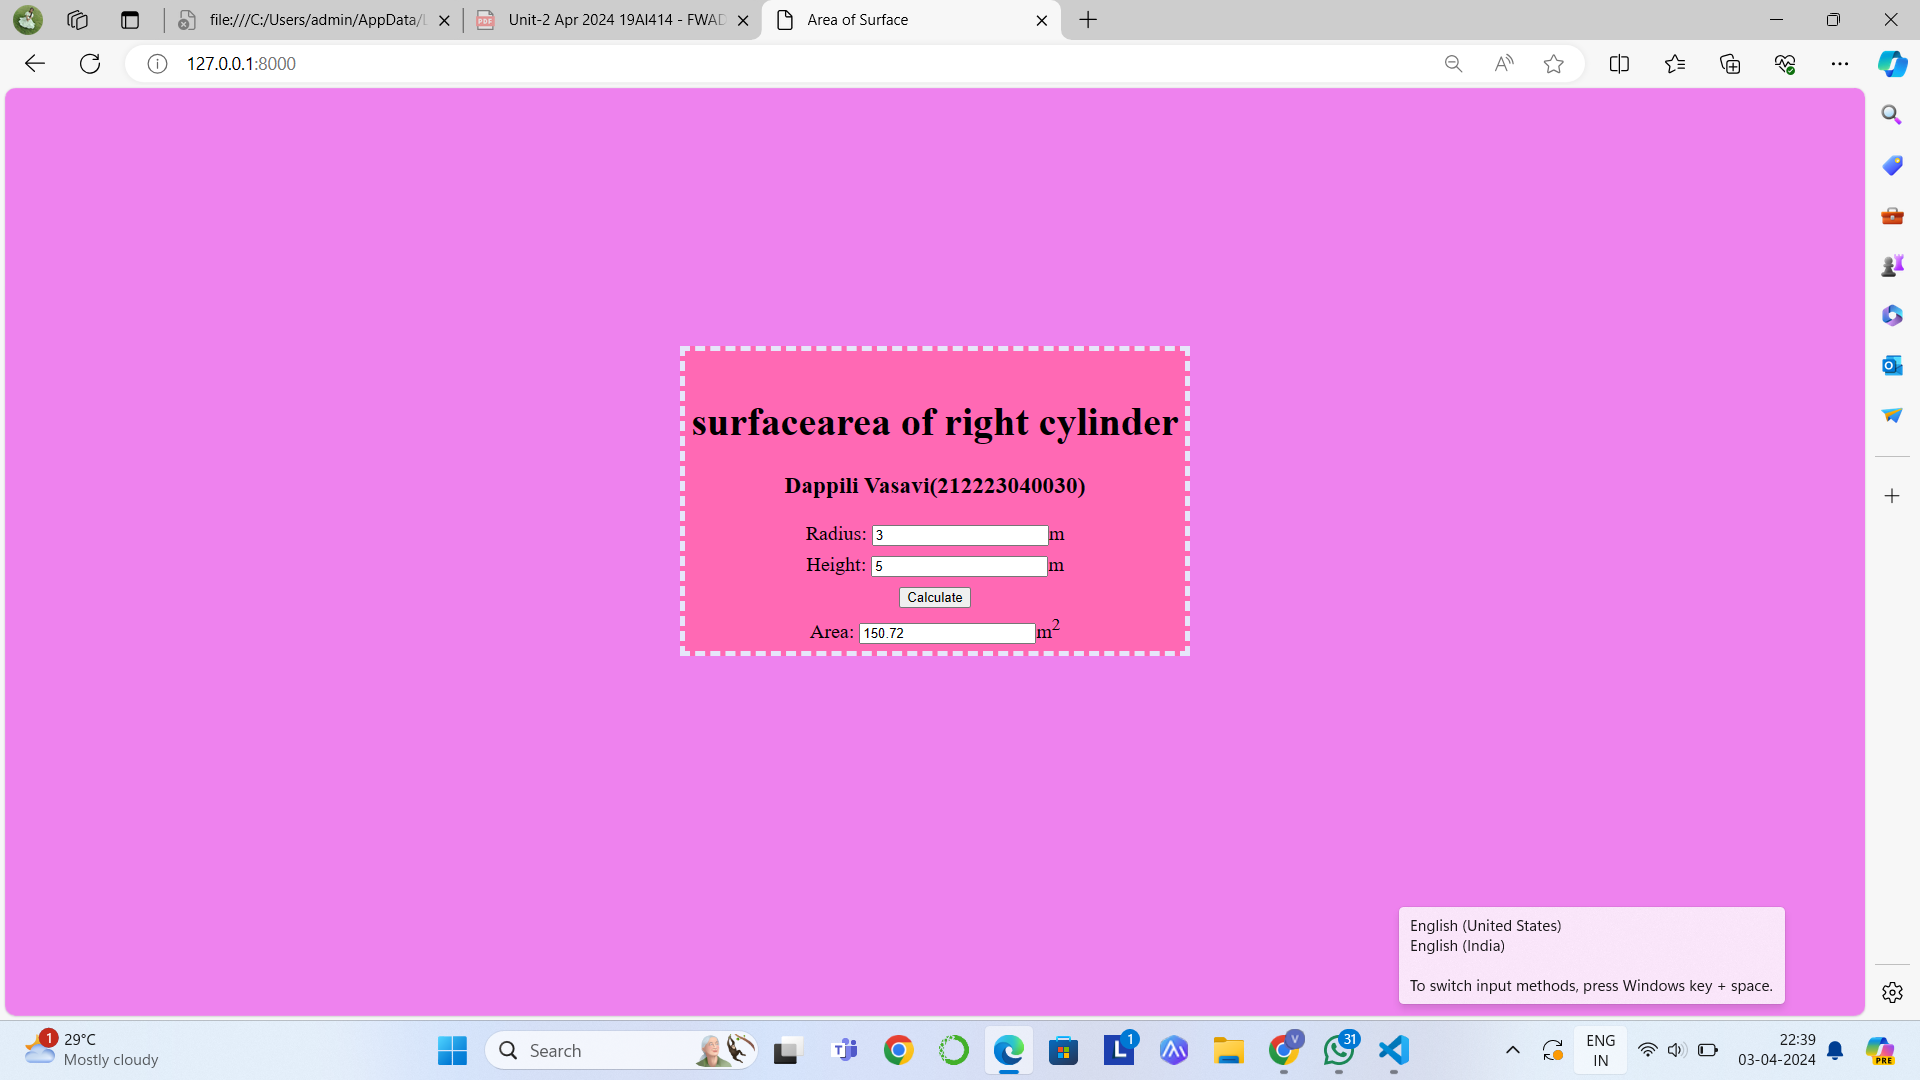 file:///C:/Users/admin/AppData/L
Unit-2 Apr 2024 19AI414 - FWAD
Area of Surface
127.0.0.1:8000
surfacearea of right cylinder
Dappili Vasavi(212223040030)
Radius: 3 m
Height: 5 m
Calculate
Area: 150.72 m2
English (United States)
English (India)
To switch input methods, press Windows key + space.
1
29°C
Mostly cloudy
Search
1
V
31
ENG
IN
22:39
03-04-2024
PRE